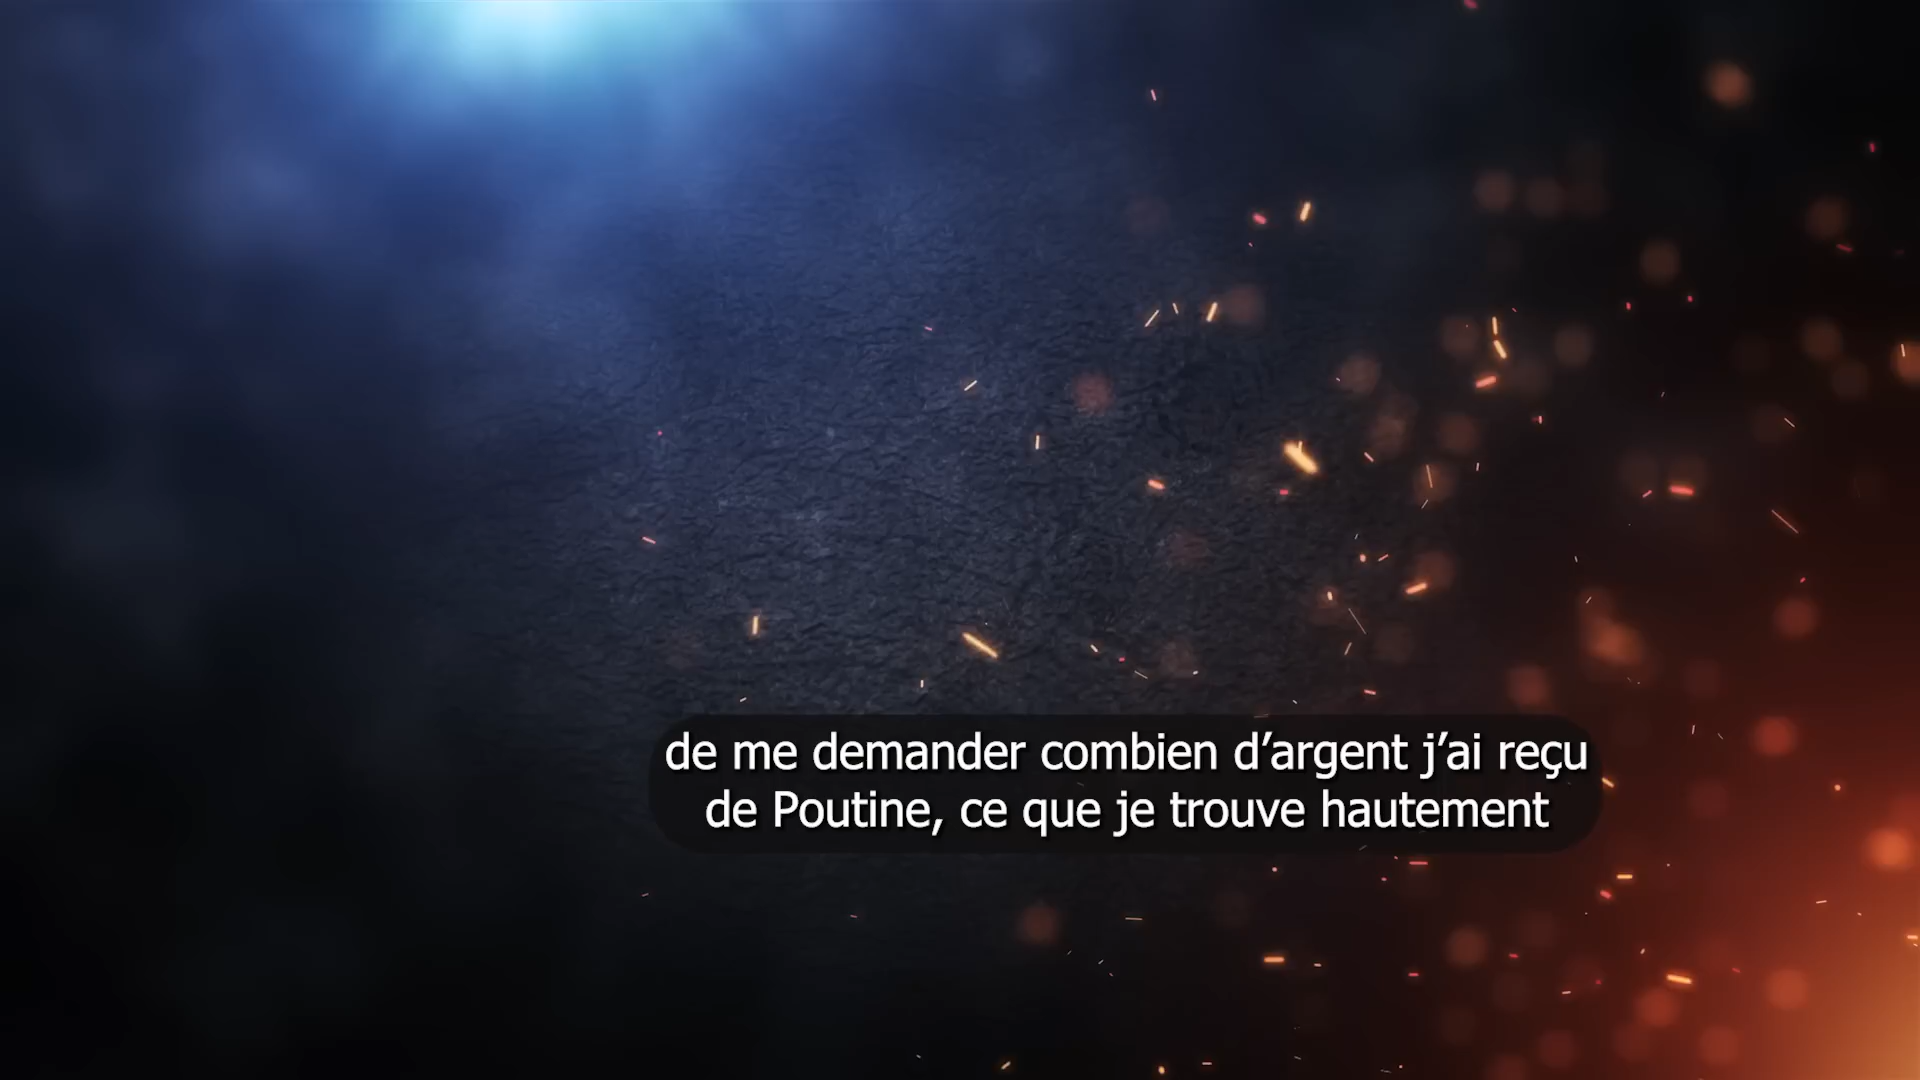 de me demander combien d’argent j’ai reçu
de Poutine, ce que je trouve hautement